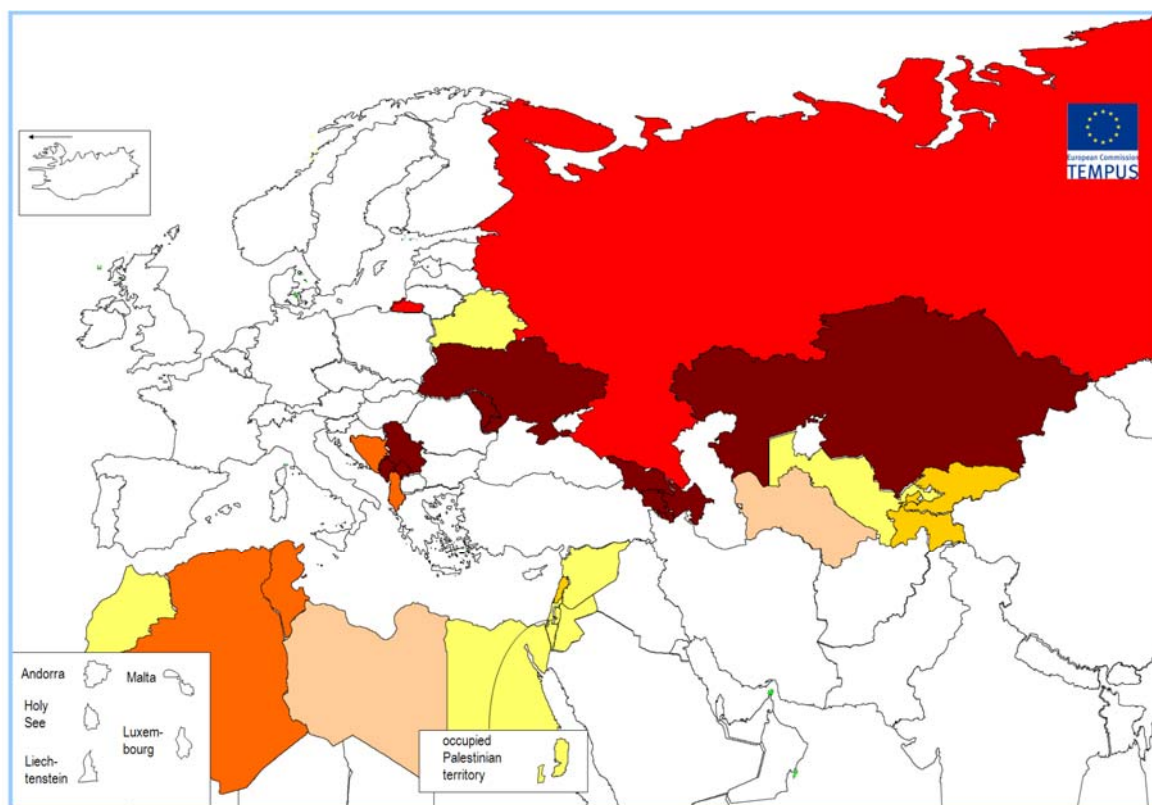 European Commission
TEMPUS
Andorra
Malta
Holy
See
Luxem-
bourg
Liech-
tenstein
occupied
Palestinian
territory